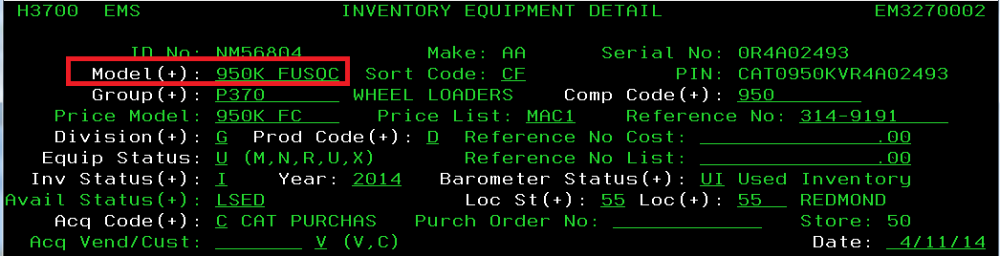 H3700 EMS INVENTORY EQUIPMENT DETAIL EM3270002
ID No: NM56804 Make: AA Serial No: 0R4A02493
Model(+): 950K FUSQC Sort Code: CF PIN: CAT0950KVR4A02493
Group(+): P370 WHEEL LOADERS Comp Code(+): 950
Price Model: 950K FC Price List: MAC1 Reference No: 314-9191
Division(+): G Prod Code(+): D Reference No Cost: .00
Equip Status: U (M,N,R,U,X) Reference No List: .00
Inv Status(+): I Year: 2014 Barometer Status(+): UI Used Inventory
Avail Status(+): LSED Loc St(+): 55 Loc(+): 55 REDMOND
Acq Code(+): C CAT PURCHAS Purch Order No: Store: 50
Acq Vend/Cust: V (V,C) Date: 4/11/14